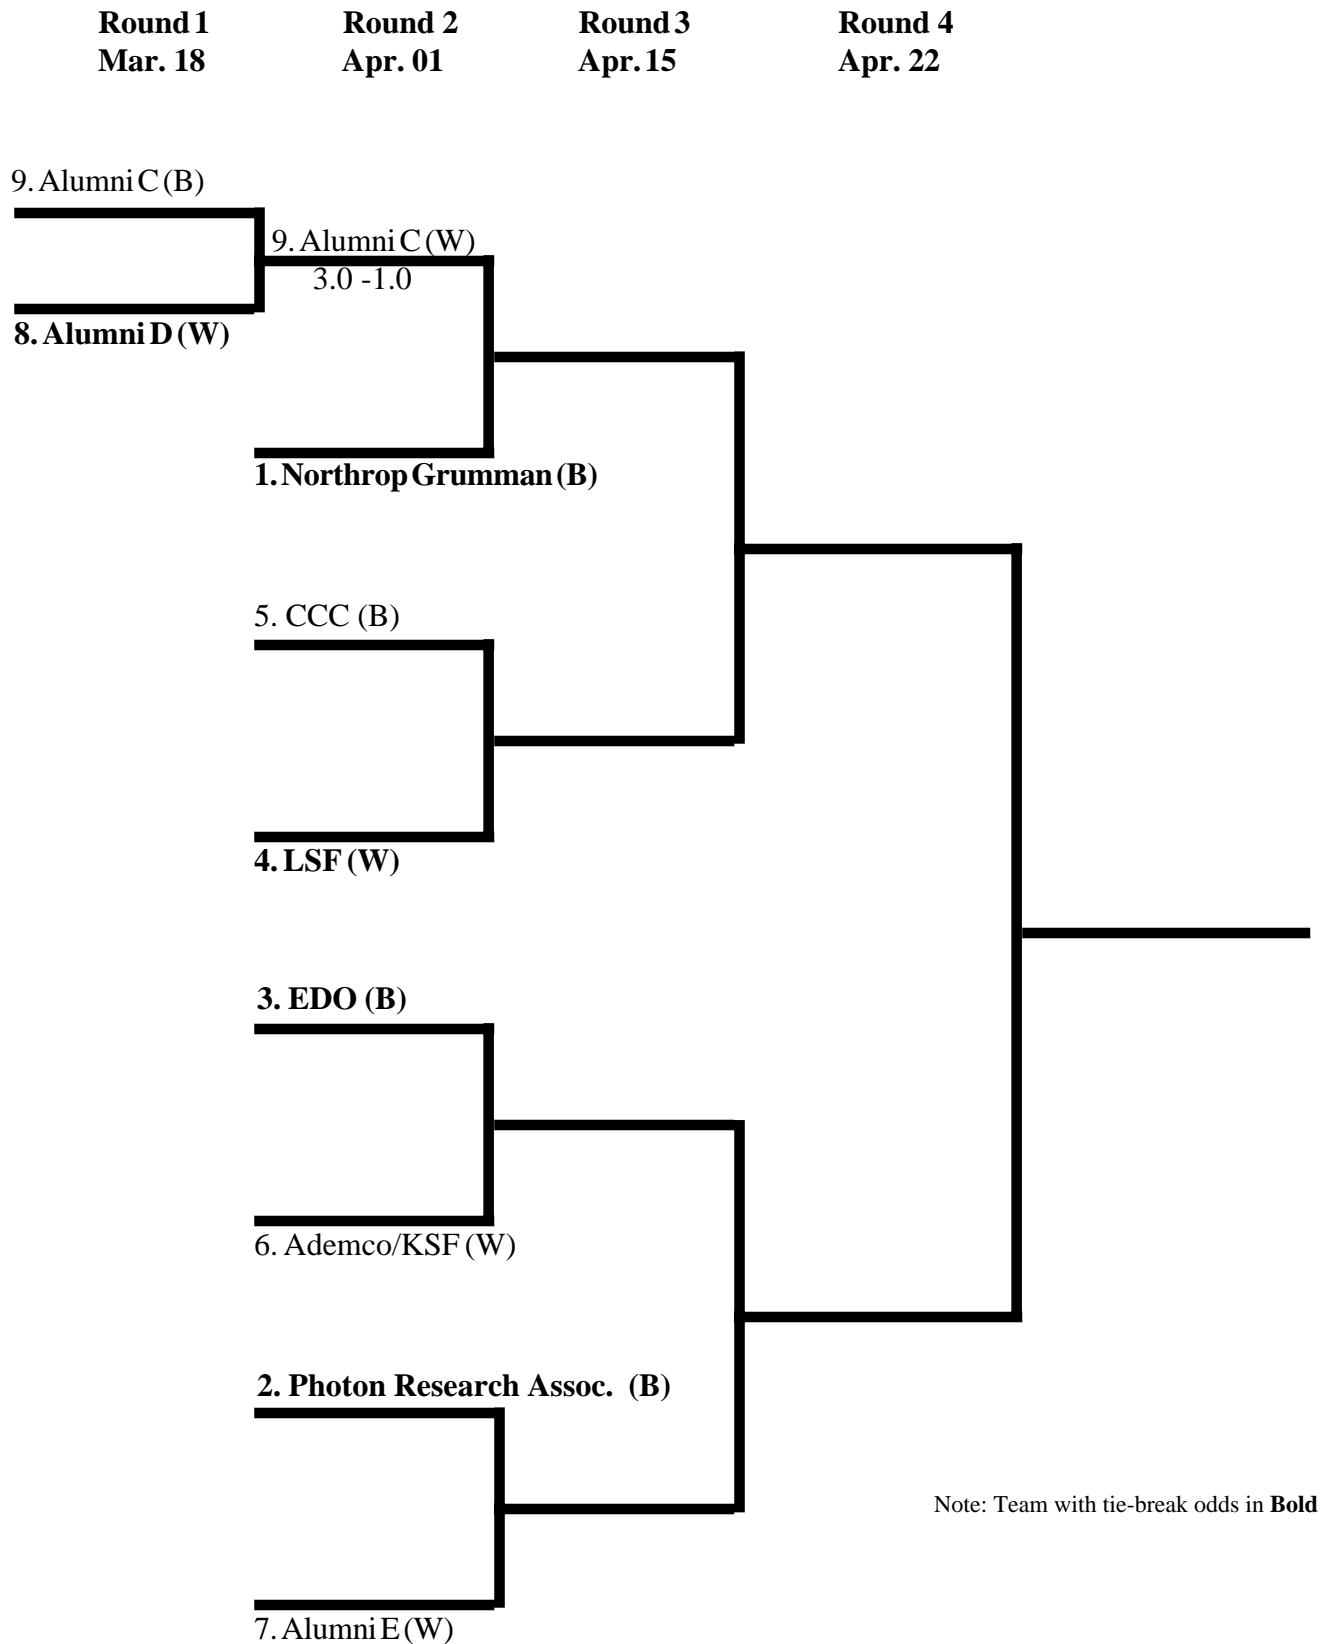 Round 1 Round 2 Round 3 Round 4
Mar. 18 Apr. 01 Apr. 15 Apr. 22
9. Alumni C (B)
9. Alumni C (W)
3.0 -1.0
8. Alumni D (W)
1. Northrop Grumman (B)
5. CCC (B)
4. LSF (W)
3. EDO (B)
6. Ademco/KSF (W)
2. Photon Research Assoc. (B)
Note: Team with tie-break odds in Bold
7. Alumni E (W)